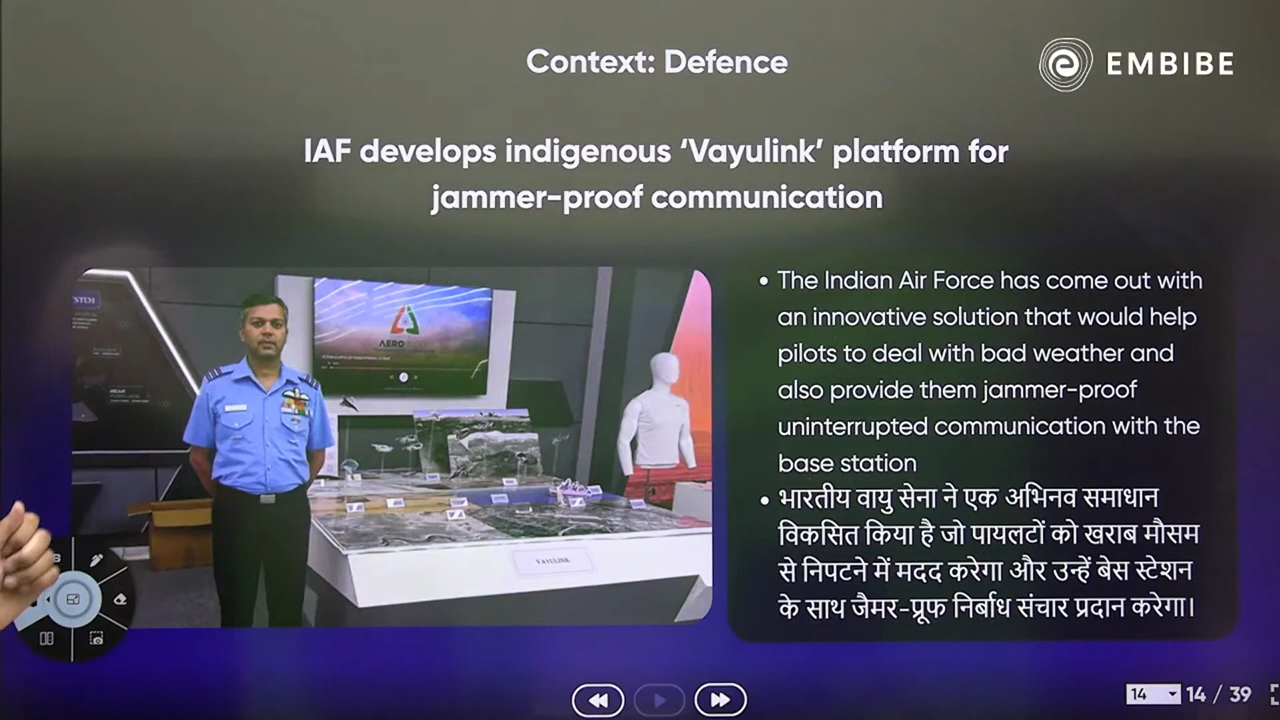 Context: Defence
EMBIBE
IAF develops indigenous ‘Vayulink’ platform for
jammer-proof communication
AERO
VAYULINK
• The Indian Air Force has come out with
an innovative solution that would help
pilots to deal with bad weather and
also provide them jammer-proof
uninterrupted communication with the
base station
• भारतीय वायु सेना ने एक अभिनव समाधान
विकसित किया है जो पायलटों को खराब मौसम
से निपटने में मदद करेगा और उन्हें बेस स्टेशन
के साथ जैमर-प्रूफ निर्बाध संचार प्रदान करेगा।
14
14 / 39